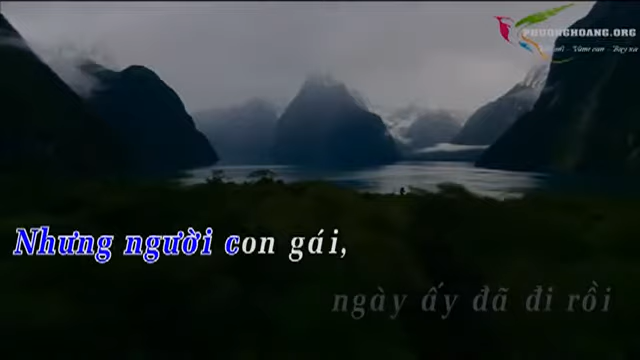 PHUONGHOANG.ORG
Nhưng người con gái,
ngày ấy đã đi rồi